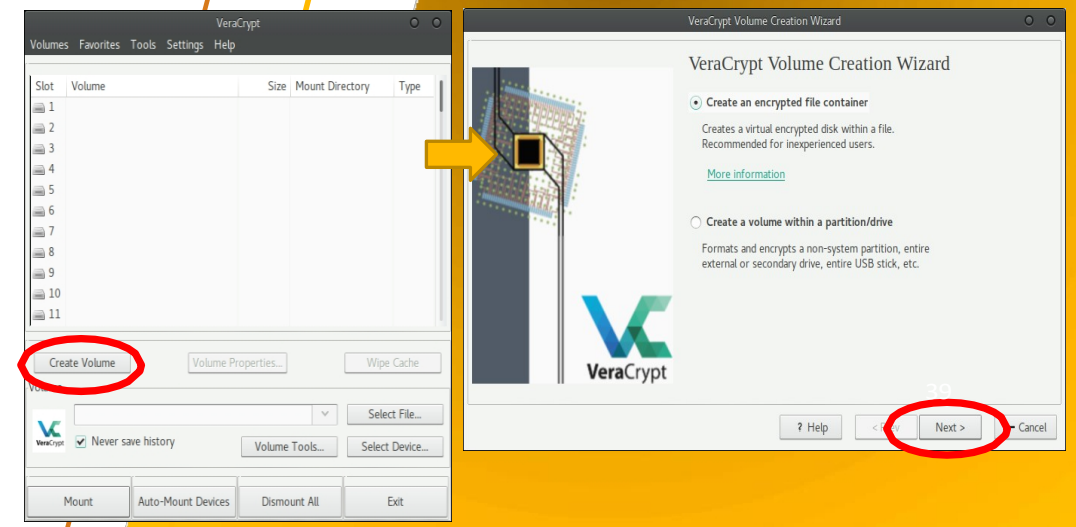 VeraCrypt
Volumes Favorites Tools Settings Help
Slot Volume Size Mount Directory Type
1
2
3
4
5
6
7
8
9
10
11
Create Volume Volume Properties... Wipe Cache
Select File...
VeraCrypt
Never save history
Volume Tools... Select Device...
Mount Auto-Mount Devices Dismount All Exit
VeraCrypt Volume Creation Wizard
VeraCrypt Volume Creation Wizard
Create an encrypted file container
Creates a virtual encrypted disk within a file.
Recommended for inexperienced users.
More information
Create a volume within a partition/drive
Formats and encrypts a non-system partition, entire
external or secondary drive, entire USB stick, etc.
VeraCrypt
39
? Help Next > Cancel